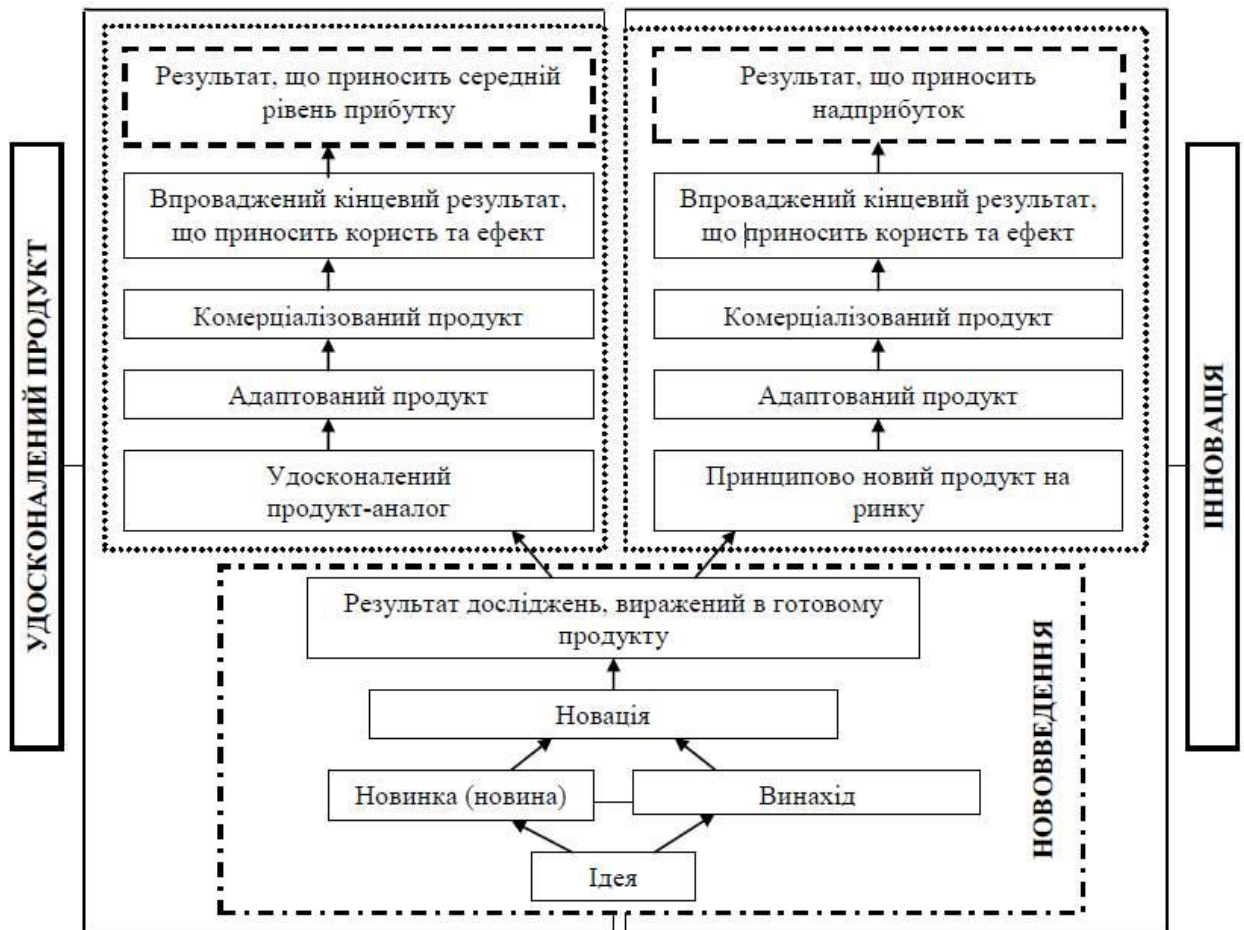 Результат, що приносить середній
рівень прибутку
Впроваджений кінцевий результат,
що приносить користь та ефект
Комерціалізований продукт
Адаптований продукт
Удосконалений
продукт-аналог
Результат, що приносить
надприбуток
Впроваджений кінцевий результат,
що приносить користь та ефект
Комерціалізований продукт
Адаптований продукт
Принципово новий продукт на
ринку
УДОСКОНАЛЕНИЙ ПРОДУКТ
ІННОВАЦІЯ
Результат досліджень, виражений в готовому
продукту
Новація
Новинка (новина)
Винахід
Ідея
НОВОВВЕДЕННЯ